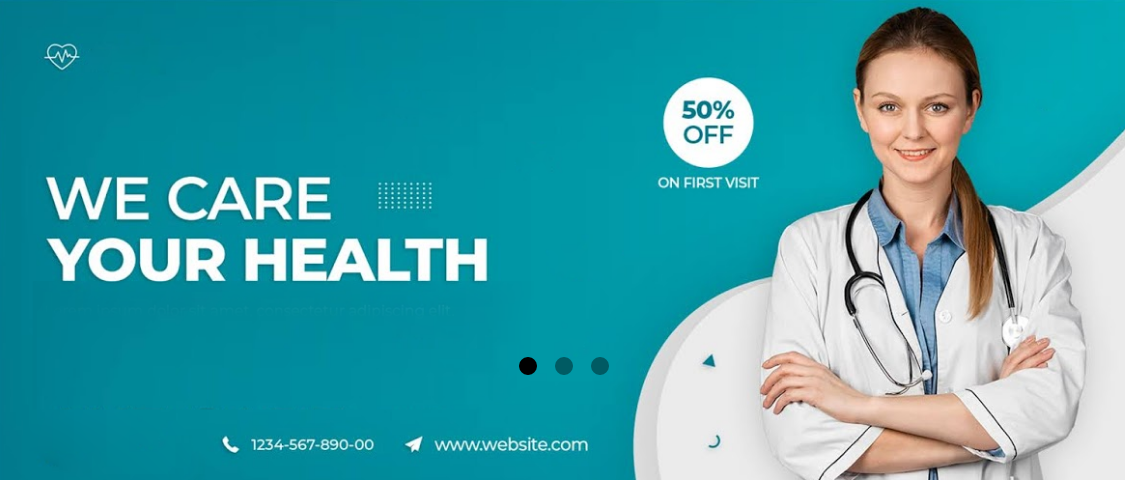 50%
OFF
ON FIRST VISIT
WE CARE
YOUR HEALTH
1234-567-890-00
www.website.com